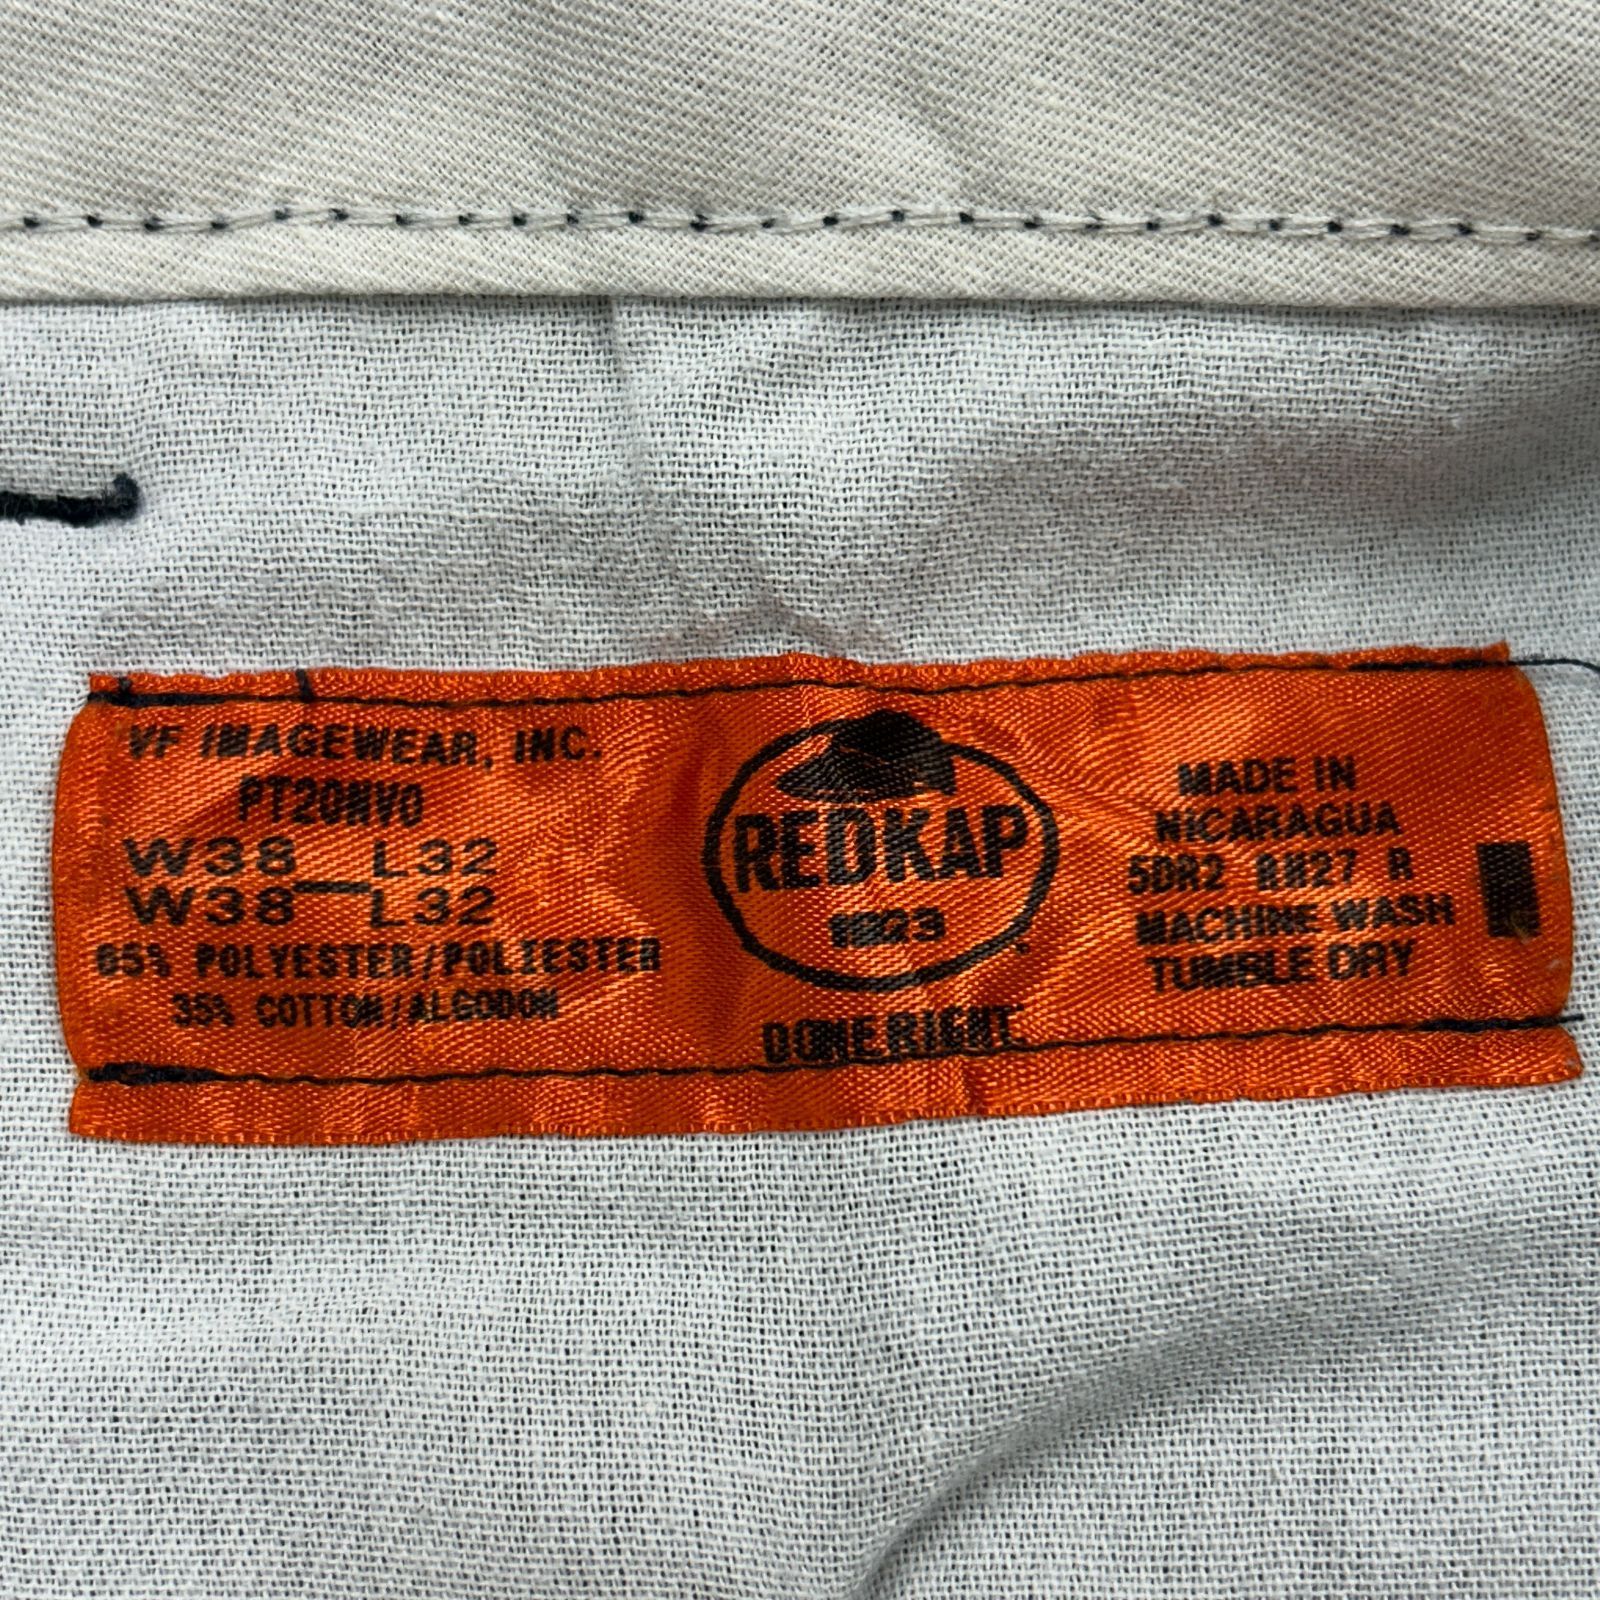 VF IMAGEWEAR, INC.
PT20NV0
W38 L32
W38 L32
65% POLYESTER/POLIESTER
35% COTTON/ALGODON
REDKAP
1923
DONE RIGHT
MADE IN
NICARAGUA
5DR2 RN27 R
MACHINE WASH
TUMBLE DRY